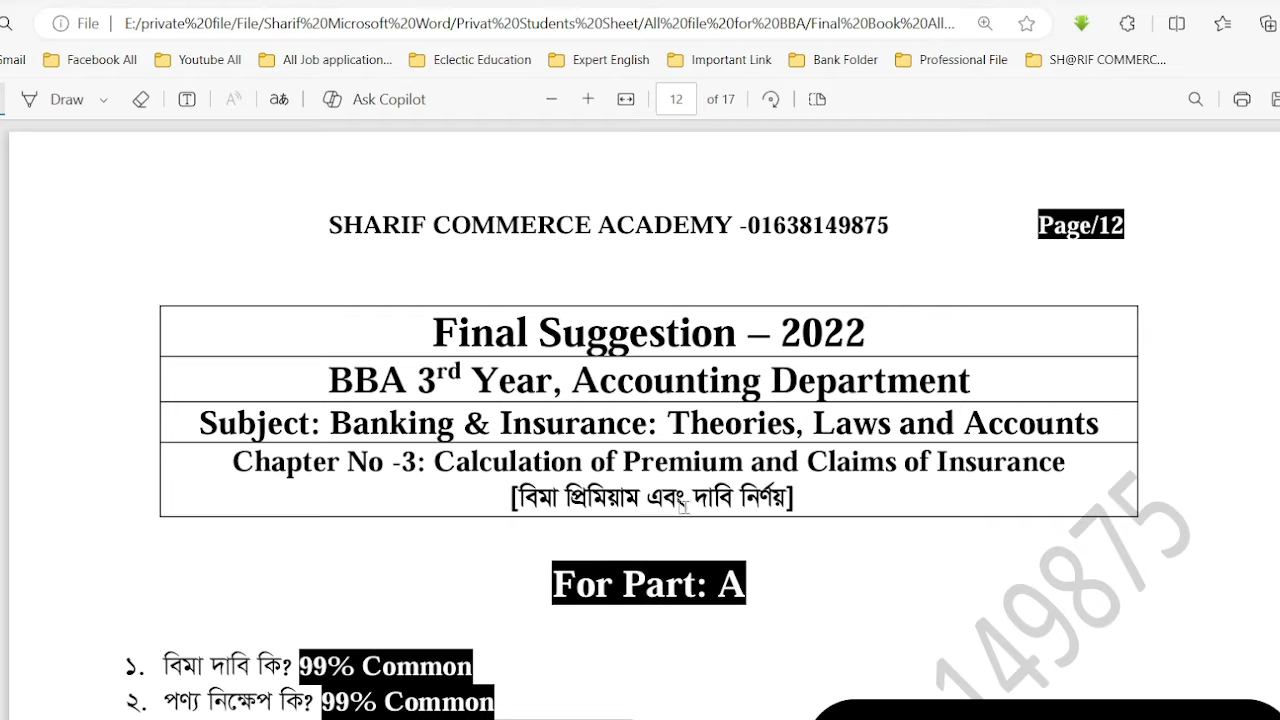 File | E:/private%20file/File/Sharif%20Microsoft%20Word/Privat%20Students%20Sheet/All%20file%20for%20BBA/Final%20Book%20All...
Facebook All Youtube All All Job application... Eclectic Education Expert English Important Link Bank Folder Professional File SH@RIF COMMERC...
Draw Ask Copilot 12 of 17
SHARIF COMMERCE ACADEMY -01638149875 Page/12
Final Suggestion – 2022
BBA 3rd Year, Accounting Department
Subject: Banking & Insurance: Theories, Laws and Accounts
Chapter No -3: Calculation of Premium and Claims of Insurance
[বিমা প্রিমিয়াম এবং দাবি নির্ণয়]
For Part: A
149875
১. বিমা দাবি কি? 99% Common
২. পণ্য নিক্ষেপ কি? 99% Common